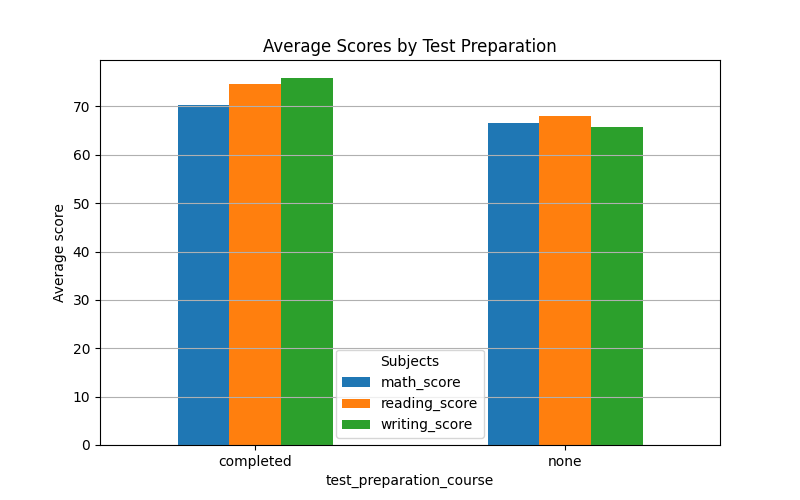 Average Scores by Test Preparation
Average score
70
60
50
40
30
20
10
0
Subjects
math_score
reading_score
writing_score
completed
none
test_preparation_course